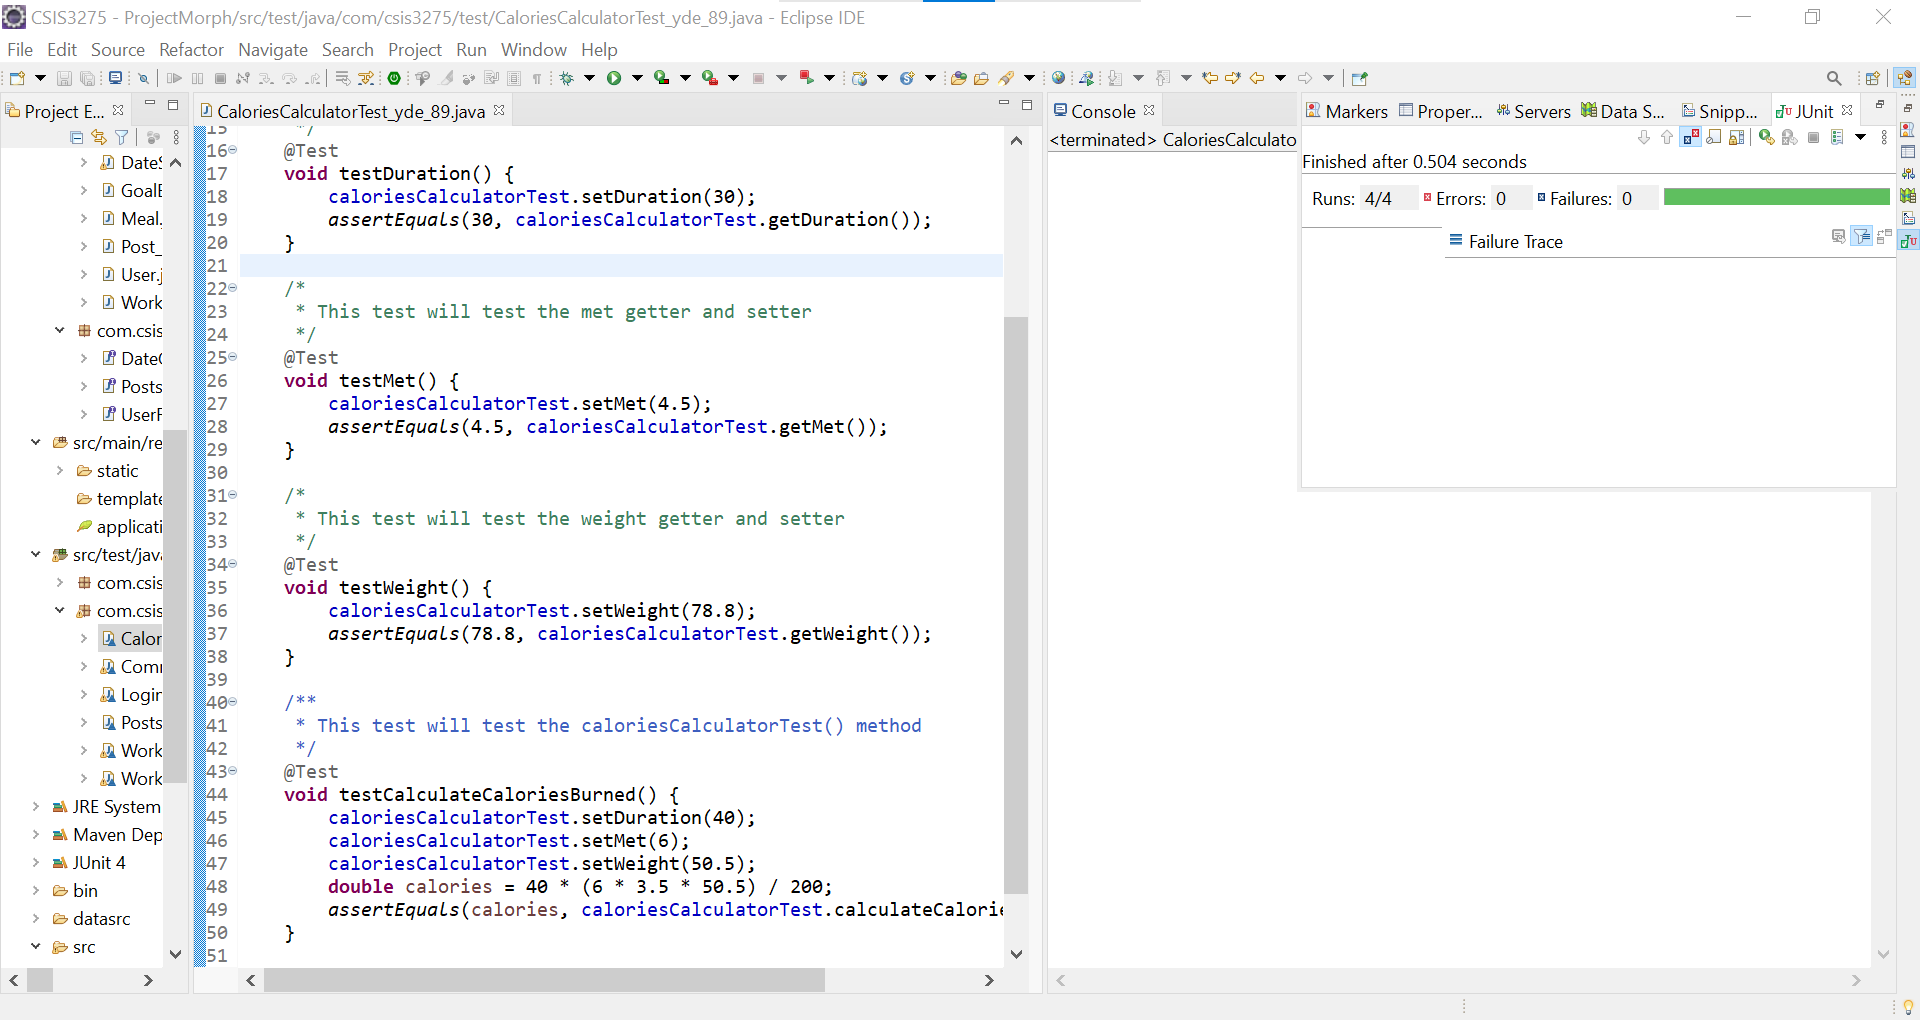 CSIS3275 - ProjectMorph/src/test/java/com/csis3275/test/CaloriesCalculatorTest_yde_89.java - Eclipse IDE
File Edit Source Refactor Navigate Search Project Run Window Help
Project E...
DateS
GoalE
Meal.
Post_
User.j
Work
com.csis
DateC
Posts
UserF
src/main/re
static
template
applicati
src/test/java
com.csis
com.csis
Calor
Com
Login
Posts
Work
Work
JRE System
Maven Dep
JUnit 4
bin
datasrc
src
CaloriesCalculatorTest_yde_89.java
15 */
16 @Test
17 void testDuration() {
18 caloriesCalculatorTest.setDuration(30);
19 assertEquals(30, caloriesCalculatorTest.getDuration());
20 }
21
22 /*
23 * This test will test the met getter and setter
24 */
25 @Test
26 void testMet() {
27 caloriesCalculatorTest.setMet(4.5);
28 assertEquals(4.5, caloriesCalculatorTest.getMet());
29 }
30
31 /*
32 * This test will test the weight getter and setter
33 */
34 @Test
35 void testWeight() {
36 caloriesCalculatorTest.setWeight(78.8);
37 assertEquals(78.8, caloriesCalculatorTest.getWeight());
38 }
39
40 /**
41 * This test will test the caloriesCalculatorTest() method
42 */
43 @Test
44 void testCalculateCaloriesBurned() {
45 caloriesCalculatorTest.setDuration(40);
46 caloriesCalculatorTest.setMet(6);
47 caloriesCalculatorTest.setWeight(50.5);
48 double calories = 40 * (6 * 3.5 * 50.5) / 200;
49 assertEquals(calories, caloriesCalculatorTest.calculateCalorie
50 }
51
Console
<terminated> CaloriesCalculato
Markers Proper... Servers Data S... Snipp... JUnit
Finished after 0.504 seconds
Runs: 4/4 Errors: 0 Failures: 0
Failure Trace